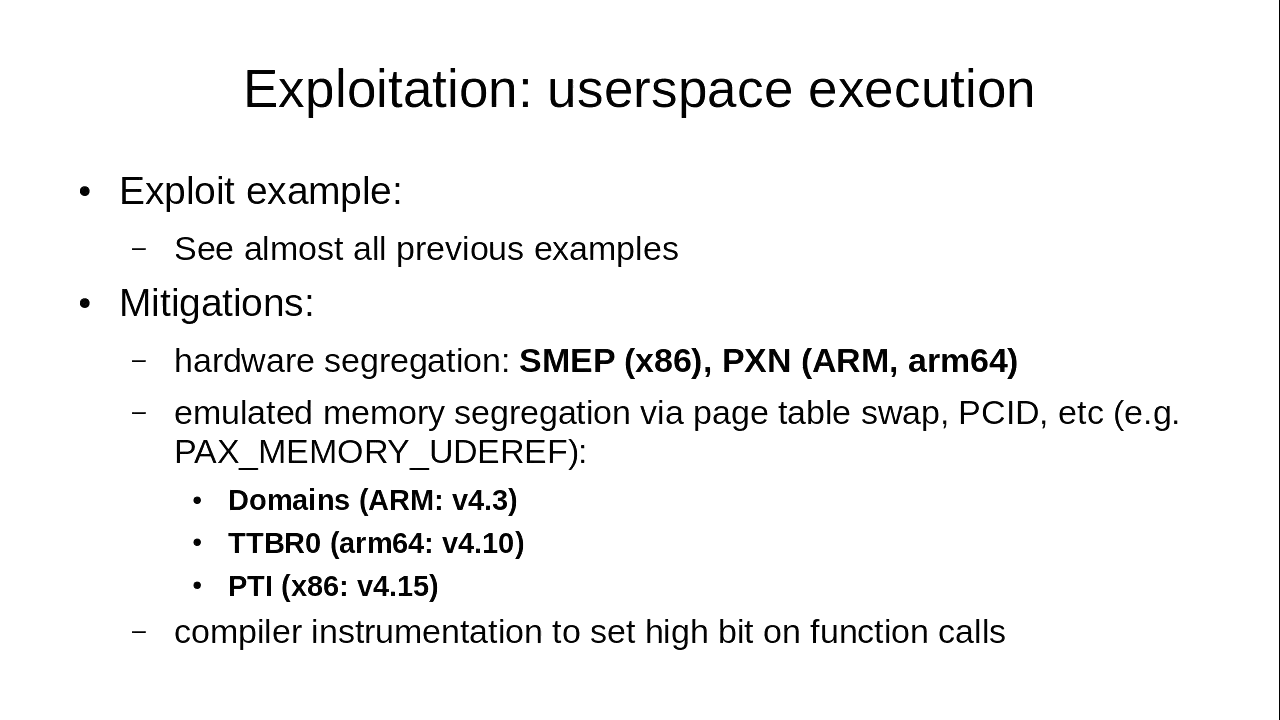 Exploitation: userspace execution
• Exploit example:
– See almost all previous examples
• Mitigations:
– hardware segregation: SMEP (x86), PXN (ARM, arm64)
– emulated memory segregation via page table swap, PCID, etc (e.g.
PAX_MEMORY_UDEREF):
• Domains (ARM: v4.3)
• TTBR0 (arm64: v4.10)
• PTI (x86: v4.15)
– compiler instrumentation to set high bit on function calls